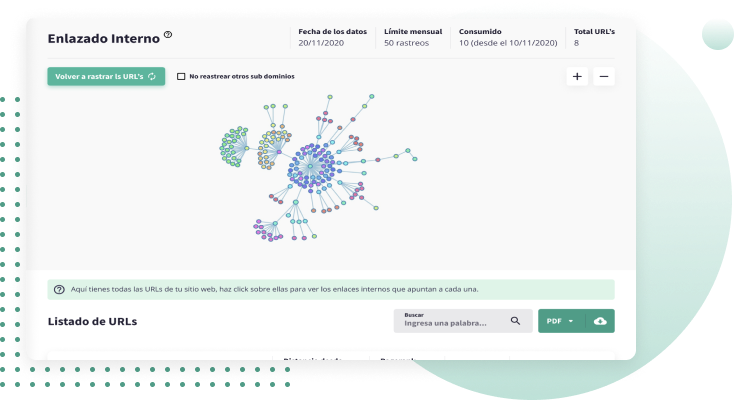 Enlazado Interno
Fecha de los datos
20/11/2020
Límite mensual
50 rastreos
Consumido
10 (desde el 10/11/2020)
Total URL's
8
Volver a rastrar ls URL's
No reastrear otros sub dominios
Aquí tienes todas las URLs de tu sitio web, haz click sobre ellas para ver los enlaces internos que apuntan a cada una.
Listado de URLs
Buscar
Ingresa una palabra...
PDF